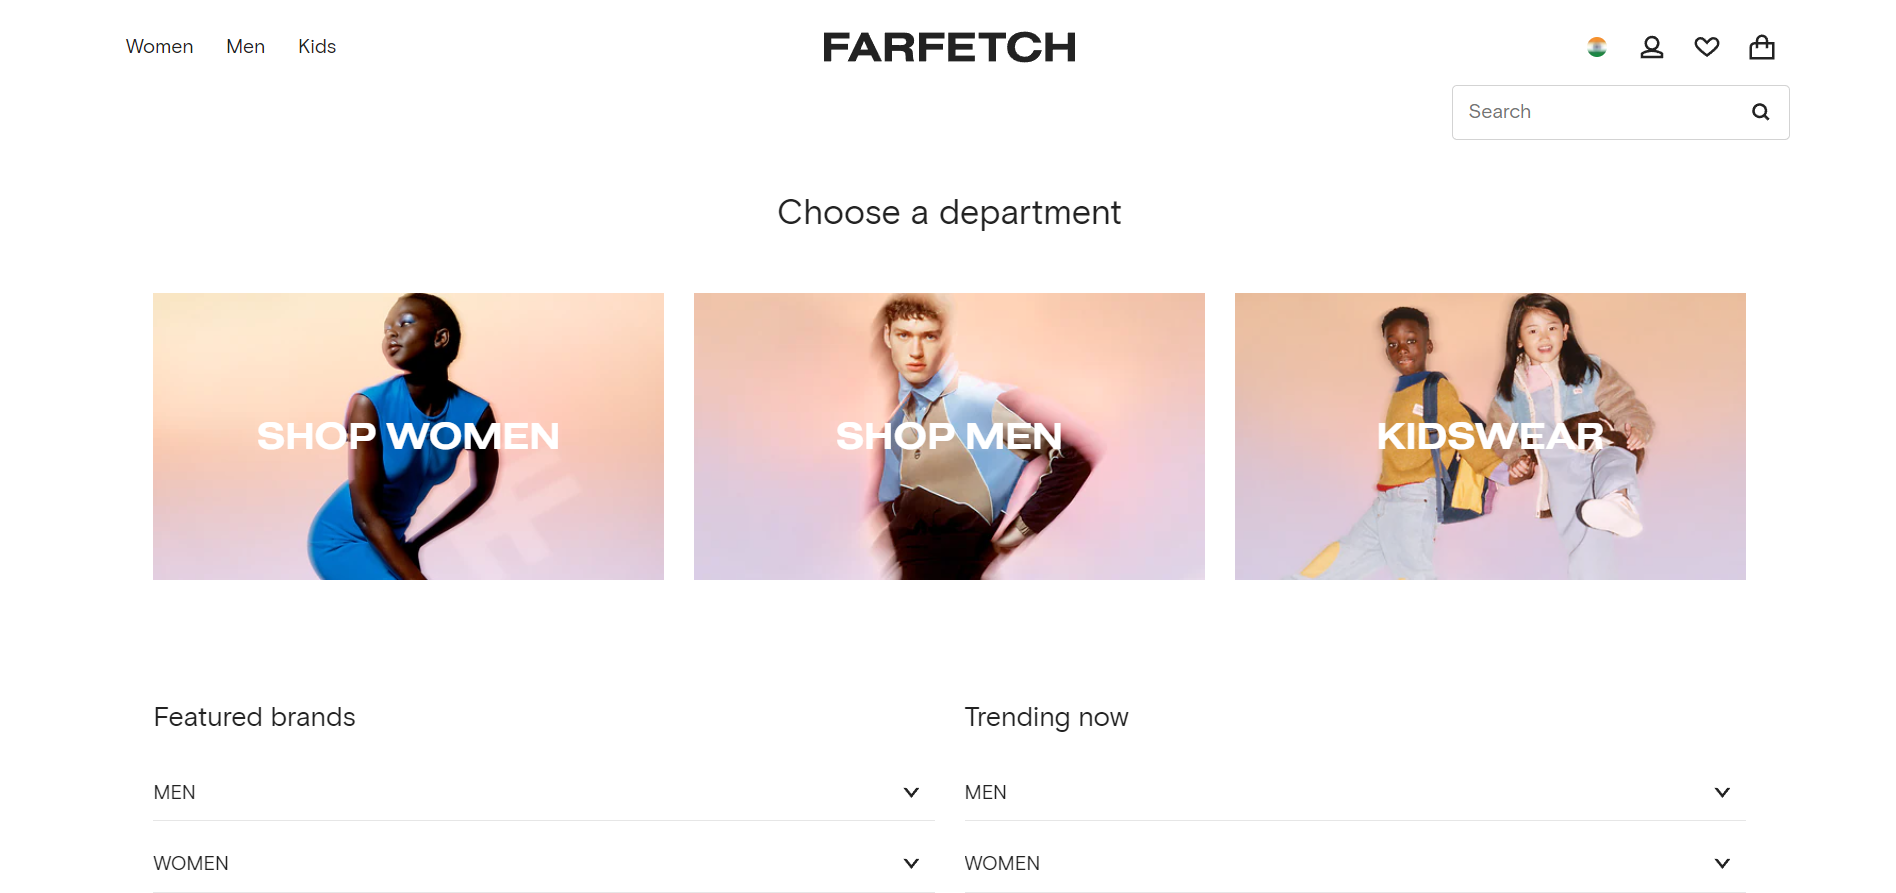 Women Men Kids
FARFETCH
Search
Choose a department
SHOP WOMEN
SHOP MEN
KIDSWEAR
Featured brands
MEN
WOMEN
Trending now
MEN
WOMEN